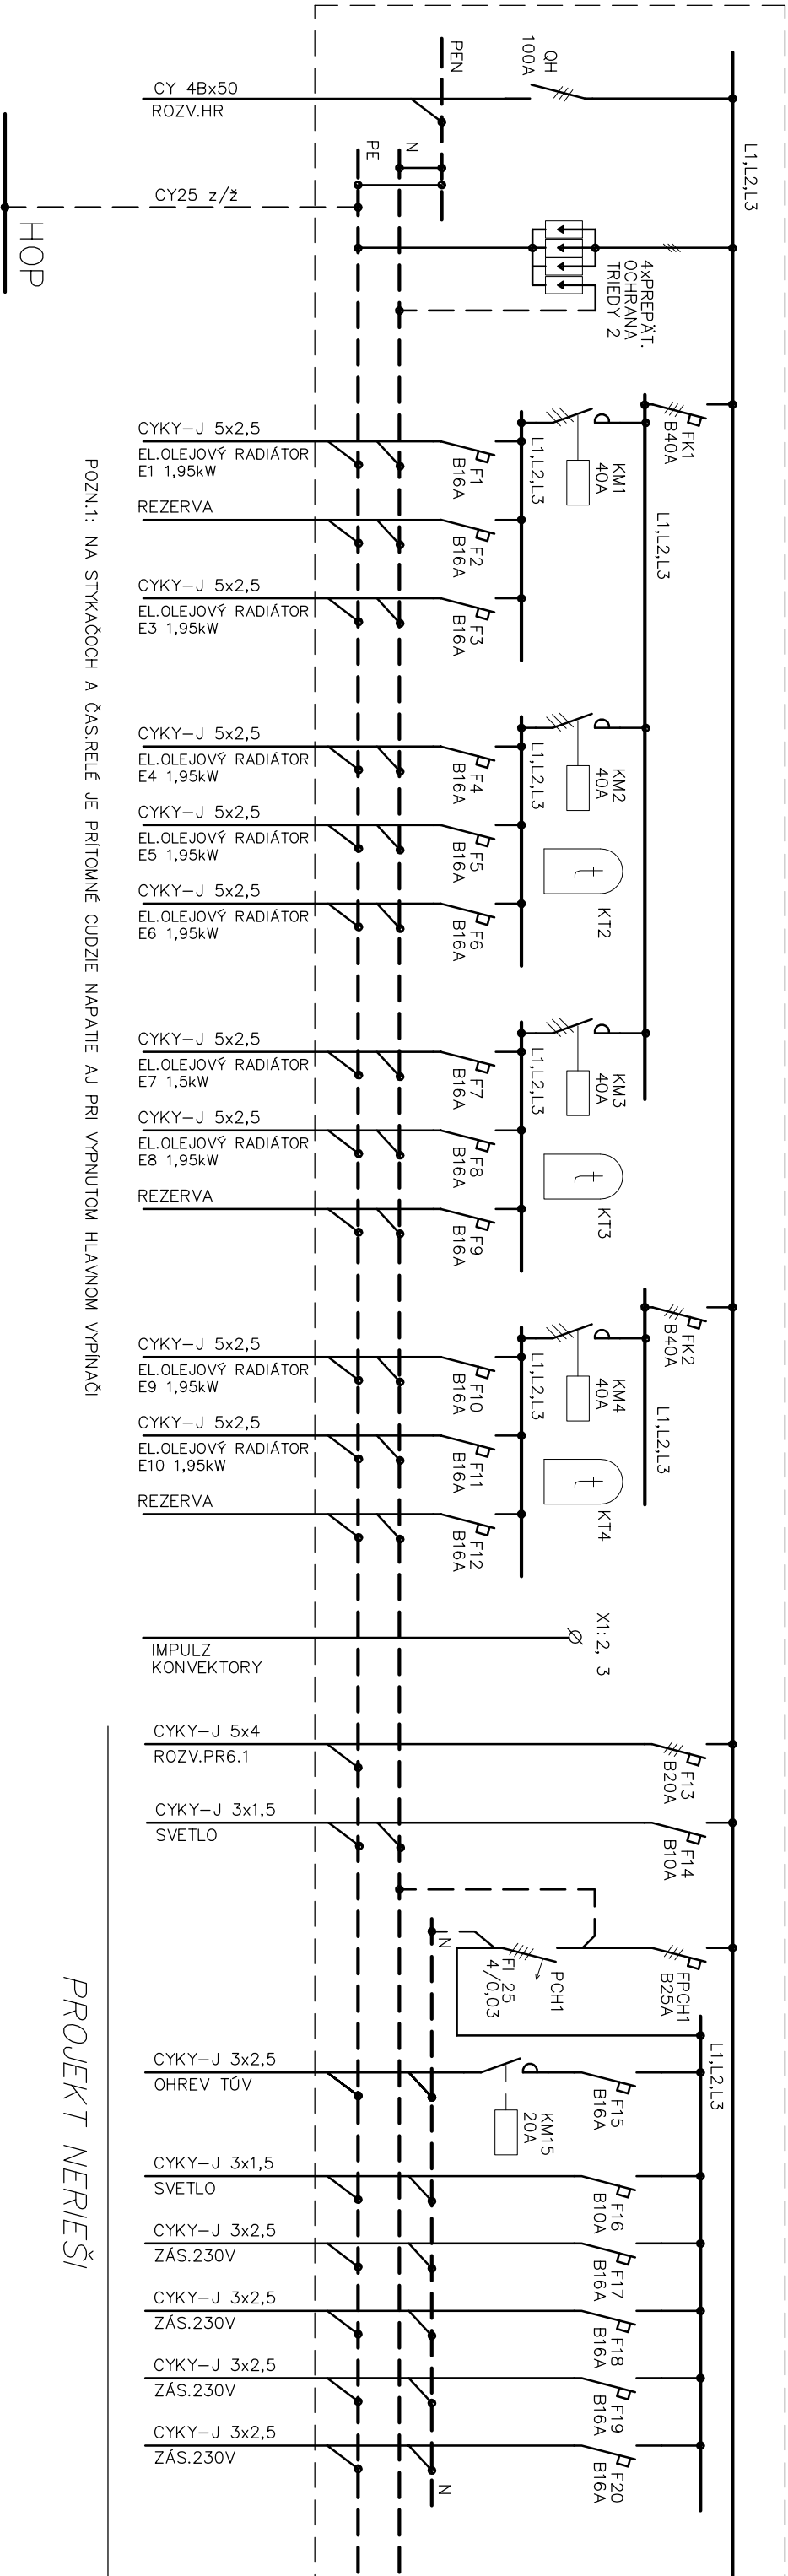 QH
100A
PEN
CY 4Bx50
ROZV.HR
L1,L2,L3
N
PE
CY25 z/ž
HOP
4xPREPÄT.
OCHRANA
TRIEDY 2
FK1
B40A
KM1
40A
L1,L2,L3
L1,L2,L3
CYKY-J 5x2,5
EL.OLEJOVÝ RADIÁTOR
E1 1,95kW
F1
B16A
REZERVA
F2
B16A
CYKY-J 5x2,5
EL.OLEJOVÝ RADIÁTOR
E3 1,95kW
F3
B16A
KM2
40A
L1,L2,L3
CYKY-J 5x2,5
EL.OLEJOVÝ RADIÁTOR
E4 1,95kW
F4
B16A
CYKY-J 5x2,5
EL.OLEJOVÝ RADIÁTOR
E5 1,95kW
F5
B16A
t
KT2
CYKY-J 5x2,5
EL.OLEJOVÝ RADIÁTOR
E6 1,95kW
F6
B16A
KM3
40A
L1,L2,L3
CYKY-J 5x2,5
EL.OLEJOVÝ RADIÁTOR
E7 1,5kW
F7
B16A
CYKY-J 5x2,5
EL.OLEJOVÝ RADIÁTOR
E8 1,95kW
F8
B16A
t
KT3
REZERVA
F9
B16A
FK2
B40A
KM4
40A
L1,L2,L3
L1,L2,L3
CYKY-J 5x2,5
EL.OLEJOVÝ RADIÁTOR
E9 1,95kW
F10
B16A
CYKY-J 5x2,5
EL.OLEJOVÝ RADIÁTOR
E10 1,95kW
F11
B16A
t
KT4
REZERVA
F12
B16A
POZN.1: NA STYKAČOCH A ČAS.RELÉ JE PRÍTOMNÉ CUDZIE NAPATIE AJ PRI VYPNUTOM HLAVNOM VYPÍNAČI
X1:2, 3
IMPULZ
KONVEKTORY
CYKY-J 5x4
ROZV.PR6.1
F13
B20A
CYKY-J 3x1,5
SVETLO
F14
B10A
FPCH1
B25A
PCH1
FI 25
4/0,03
N
L1,L2,L3
CYKY-J 3x2,5
OHREV TÚV
F15
B16A
KM15
20A
CYKY-J 3x1,5
SVETLO
F16
B10A
CYKY-J 3x2,5
ZÁS.230V
F17
B16A
CYKY-J 3x2,5
ZÁS.230V
F18
B16A
CYKY-J 3x2,5
ZÁS.230V
F19
B16A
CYKY-J 3x2,5
ZÁS.230V
F20
B16A
N
PROJEKT NERIEŠI